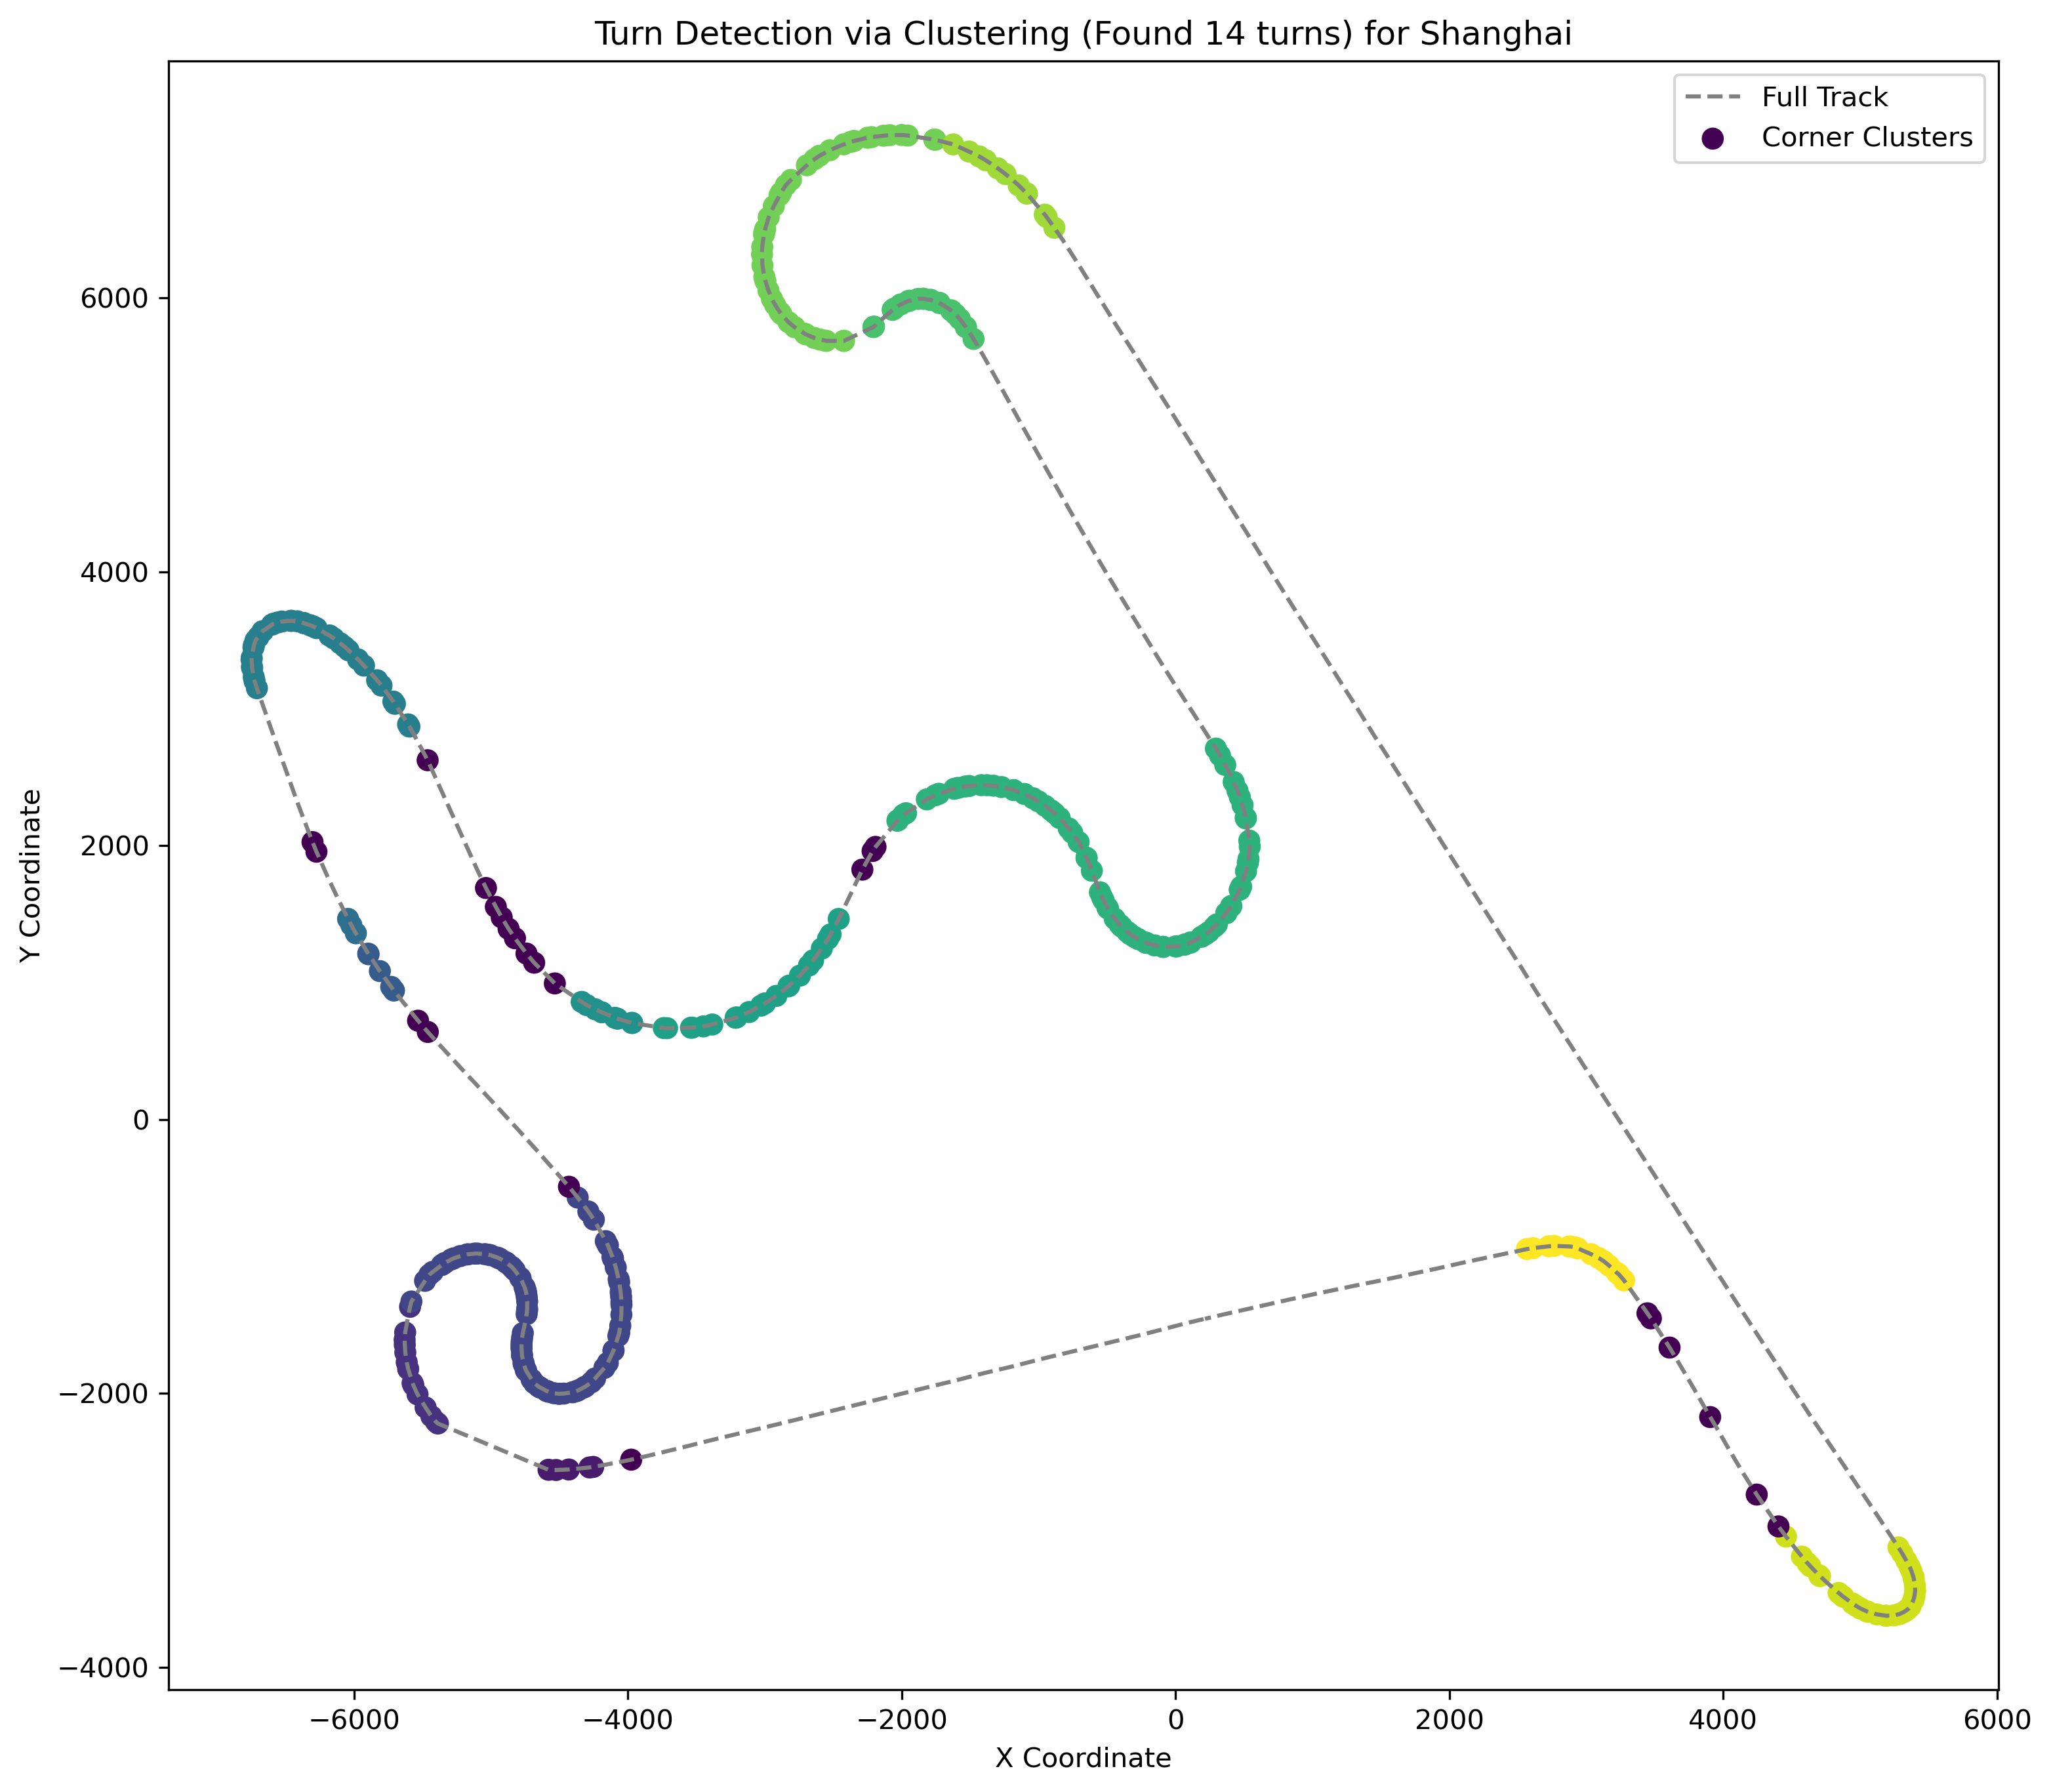 Turn Detection via Clustering (Found 14 turns) for Shanghai
Full Track
Corner Clusters
6000
4000
2000
0
−2000
−4000
Y Coordinate
−6000 −4000 −2000 0 2000 4000 6000
X Coordinate